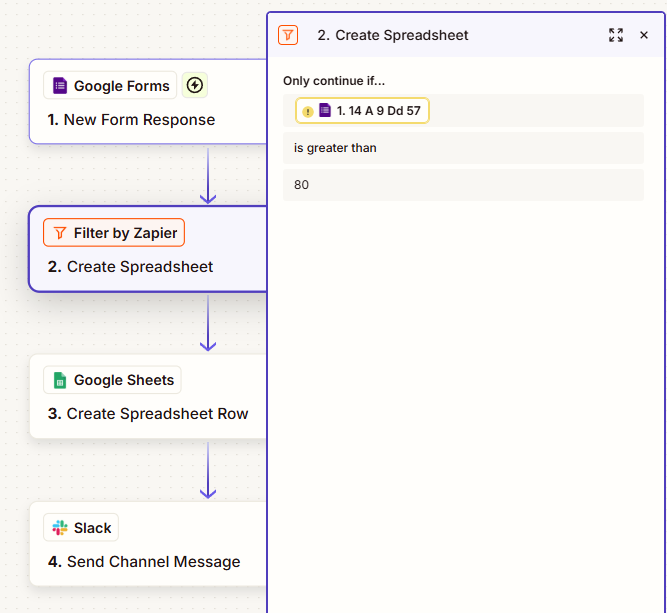 Google Forms
1. New Form Response
Filter by Zapier
2. Create Spreadsheet
Google Sheets
3. Create Spreadsheet Row
Slack
4. Send Channel Message
2. Create Spreadsheet
Only continue if...
1. 14 A 9 Dd 57
is greater than
80